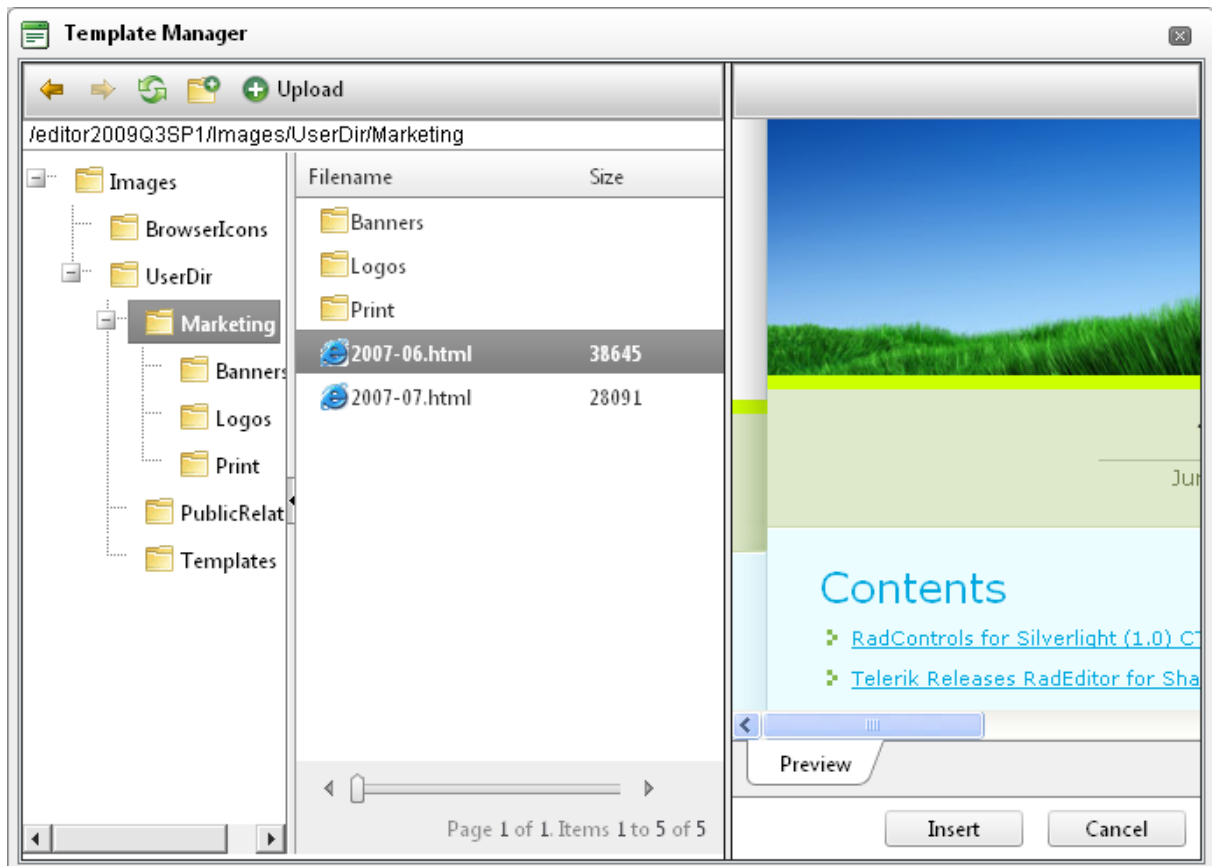 Template Manager
Upload
/editor2009Q3SP1/Images/UserDir/Marketing
Images
BrowserIcons
UserDir
Marketing
Banners
Logos
Print
PublicRelat
Templates
Filename Size
Banners
Logos
Print
2007-06.html 38645
2007-07.html 28091
Page 1 of 1. Items 1 to 5 of 5
Jur
Contents
RadControls for Silverlight (1.0) CT
Telerik Releases RadEditor for Sha
Preview
Insert Cancel